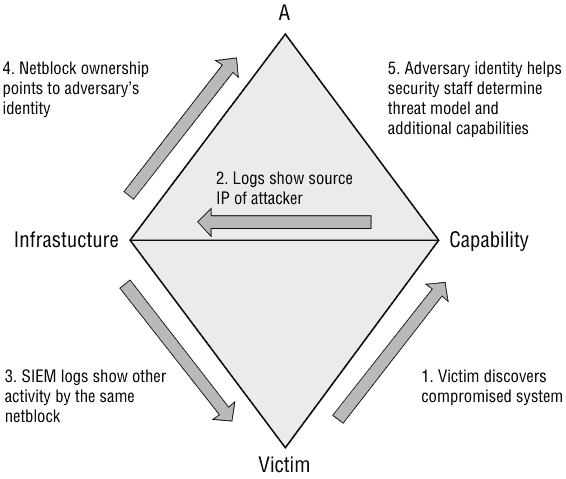 A
4. Netblock ownership
points to adversary's
identity
5. Adversary identity helps
security staff determine
threat model and
additional capabilities
2. Logs show source
IP of attacker
Infrastucture
Capability
3. SIEM logs show other
activity by the same
netblock
1. Victim discovers
compromised system
Victim